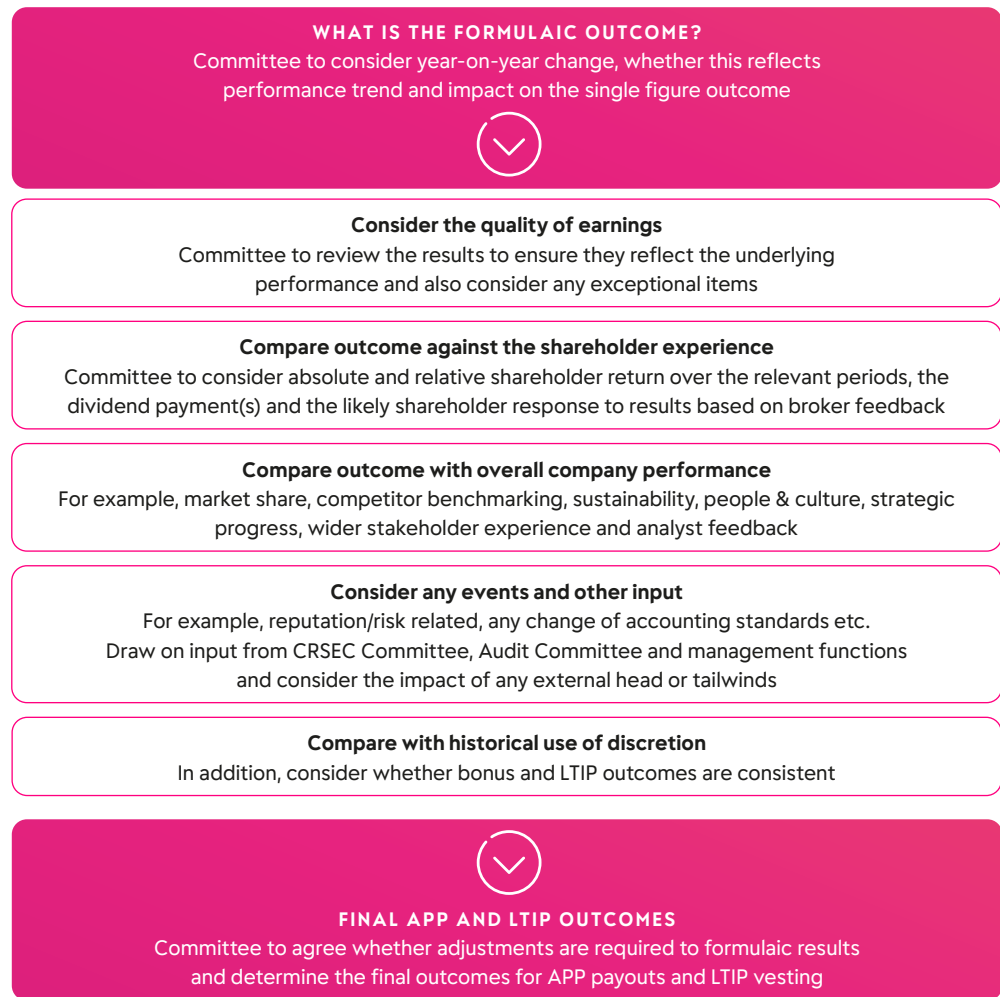 WHAT IS THE FORMULAIC OUTCOME?
Committee to consider year-on-year change, whether this reflects
performance trend and impact on the single figure outcome
Consider the quality of earnings
Committee to review the results to ensure they reflect the underlying
performance and also consider any exceptional items
Compare outcome against the shareholder experience
Committee to consider absolute and relative shareholder return over the relevant periods, the
dividend payment(s) and the likely shareholder response to results based on broker feedback
Compare outcome with overall company performance
For example, market share, competitor benchmarking, sustainability, people & culture, strategic
progress, wider stakeholder experience and analyst feedback
Consider any events and other input
For example, reputation/risk related, any change of accounting standards etc.
Draw on input from CRSEC Committee, Audit Committee and management functions
and consider the impact of any external head or tailwinds
Compare with historical use of discretion
In addition, consider whether bonus and LTIP outcomes are consistent
FINAL APP AND LTIP OUTCOMES
Committee to agree whether adjustments are required to formulaic results
and determine the final outcomes for APP payouts and LTIP vesting